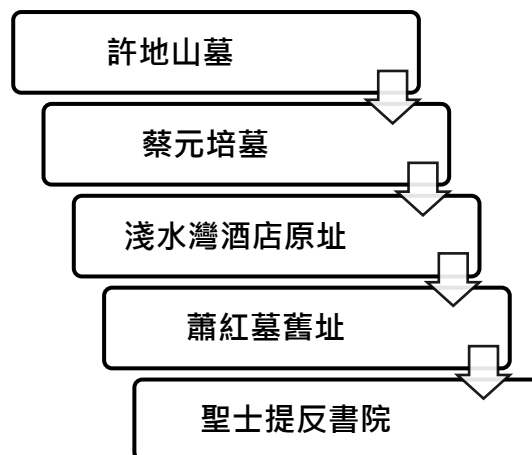 許地山墓
蔡元培墓
淺水灣酒店原址
蕭紅墓舊址
聖士提反書院